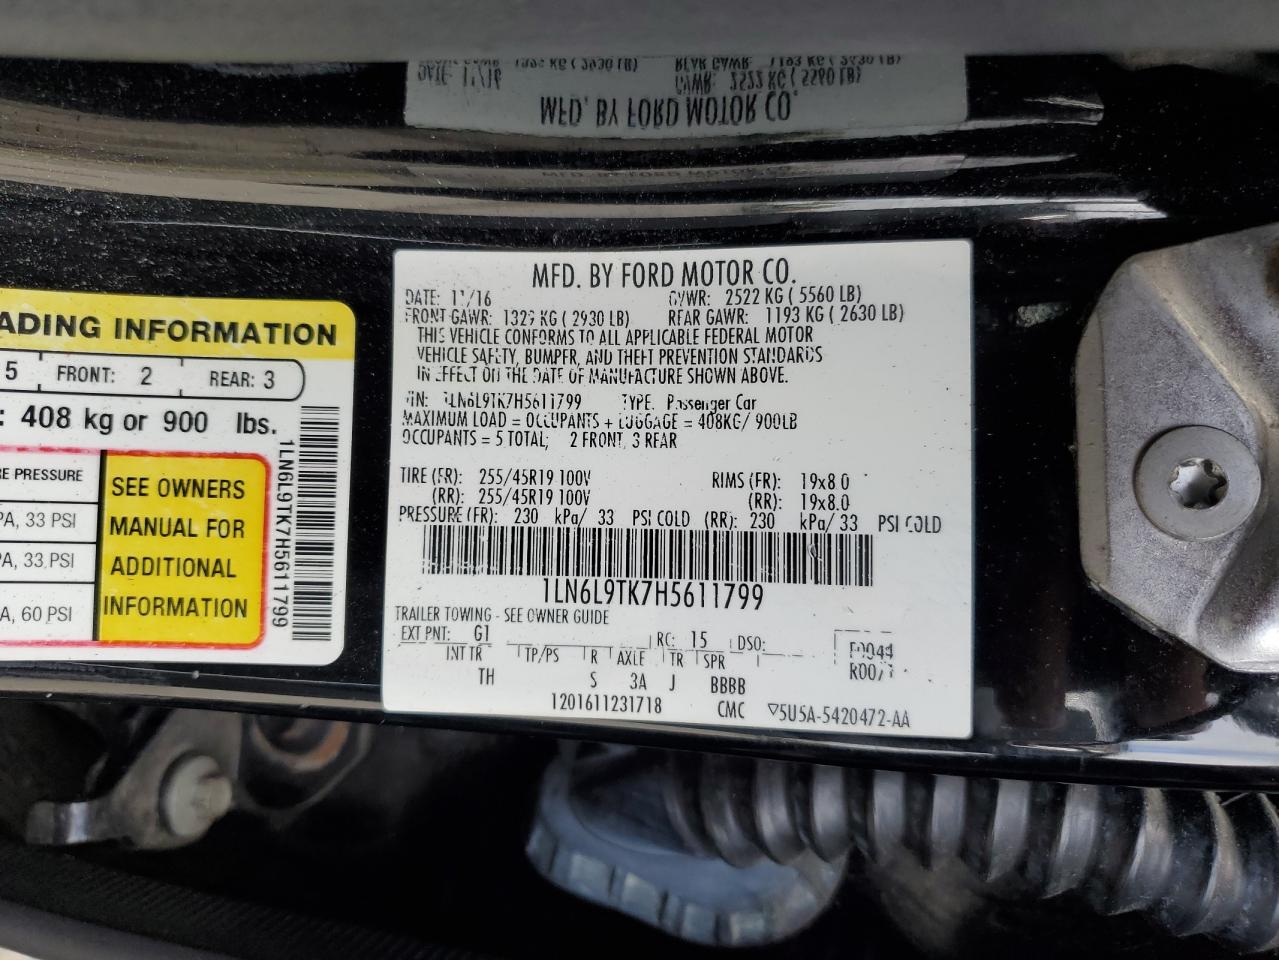 ADING INFORMATION
5 FRONT: 2 REAR: 3
: 408 kg or 900 lbs.
RE PRESSURE
PA, 33 PSI
PA, 33 PSI
A, 60 PSI
SEE OWNERS
MANUAL FOR
ADDITIONAL
INFORMATION
1LN6L9TK7H5611799
MFD. BY FORD MOTOR CO.
DATE: 11/16 GVWR: 2522 KG ( 5560 LB)
FRONT GAWR: 1329 KG ( 2930 LB) REAR GAWR: 1193 KG ( 2630 LB)
THIS VEHICLE CONFORMS TO ALL APPLICABLE FEDERAL MOTOR
VEHICLE SAFETY, BUMPER, AND THEFT PREVENTION STANDARDS
IN EFFECT ON THE DATE OF MANUFACTURE SHOWN ABOVE.
VIN: 1LN6L9TK7H5611799 TYPE: Passenger Car
MAXIMUM LOAD = OCCUPANTS + LUGGAGE = 408KG/ 900LB
OCCUPANTS = 5 TOTAL; 2 FRONT, 3 REAR
TIRE (FR): 255/45R19 100V RIMS (FR): 19x8.0
(RR): 255/45R19 100V (RR): 19x8.0
PRESSURE (FR): 230 kPa/ 33 PSI COLD (RR): 230 kPa/ 33 PSI COLD
1LN6L9TK7H5611799
TRAILER TOWING - SEE OWNER GUIDE
EXT PNT: G1 RC: 15 DSO:
F0044
INT TR TP/PS R AXLE TR SPR
TH S 3A J BBBB
1201611231718 CMC ▽5U5A-5420472-AA